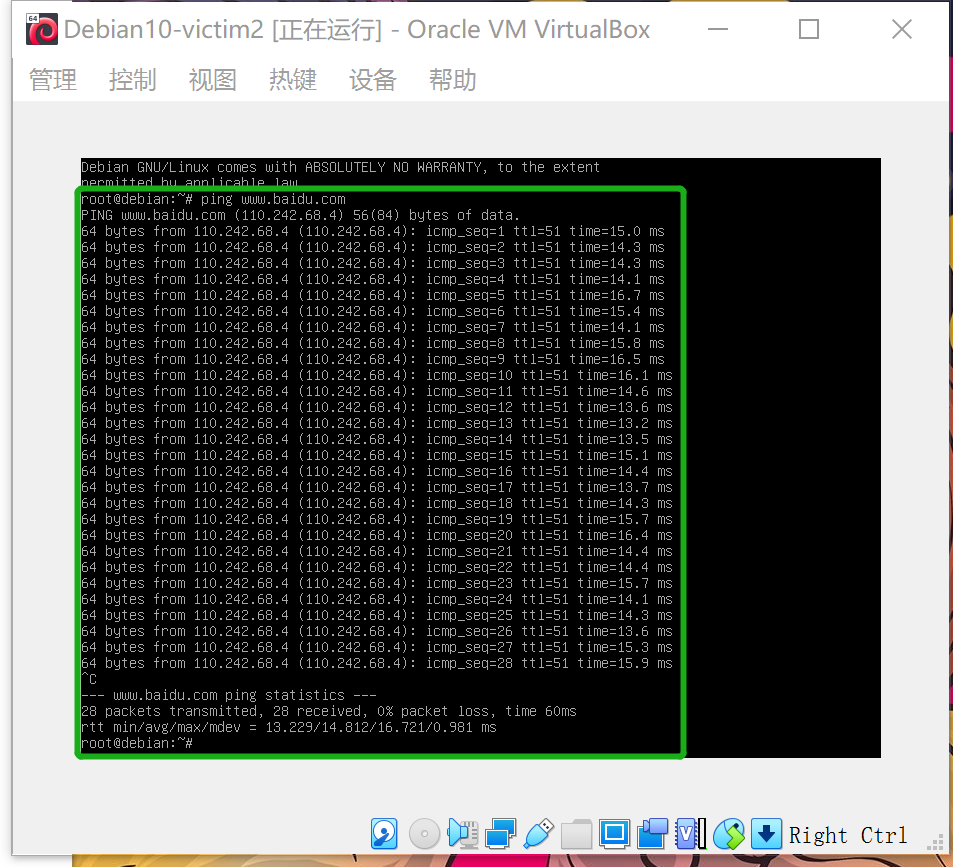 64
Debian10-victim2 [正在运行] - Oracle VM VirtualBox
管理 控制 视图 热键 设备 帮助
Debian GNU/Linux comes with ABSOLUTELY NO WARRANTY, to the extent
permitted by applicable law.
root@debian:~# ping www.baidu.com
PING www.baidu.com (110.242.68.4) 56(84) bytes of data.
64 bytes from 110.242.68.4 (110.242.68.4): icmp_seq=1 ttl=51 time=15.0 ms
64 bytes from 110.242.68.4 (110.242.68.4): icmp_seq=2 ttl=51 time=14.3 ms
64 bytes from 110.242.68.4 (110.242.68.4): icmp_seq=3 ttl=51 time=14.3 ms
64 bytes from 110.242.68.4 (110.242.68.4): icmp_seq=4 ttl=51 time=14.1 ms
64 bytes from 110.242.68.4 (110.242.68.4): icmp_seq=5 ttl=51 time=16.7 ms
64 bytes from 110.242.68.4 (110.242.68.4): icmp_seq=6 ttl=51 time=15.4 ms
64 bytes from 110.242.68.4 (110.242.68.4): icmp_seq=7 ttl=51 time=14.1 ms
64 bytes from 110.242.68.4 (110.242.68.4): icmp_seq=8 ttl=51 time=15.8 ms
64 bytes from 110.242.68.4 (110.242.68.4): icmp_seq=9 ttl=51 time=16.5 ms
64 bytes from 110.242.68.4 (110.242.68.4): icmp_seq=10 ttl=51 time=16.1 ms
64 bytes from 110.242.68.4 (110.242.68.4): icmp_seq=11 ttl=51 time=14.6 ms
64 bytes from 110.242.68.4 (110.242.68.4): icmp_seq=12 ttl=51 time=13.6 ms
64 bytes from 110.242.68.4 (110.242.68.4): icmp_seq=13 ttl=51 time=13.2 ms
64 bytes from 110.242.68.4 (110.242.68.4): icmp_seq=14 ttl=51 time=13.5 ms
64 bytes from 110.242.68.4 (110.242.68.4): icmp_seq=15 ttl=51 time=15.1 ms
64 bytes from 110.242.68.4 (110.242.68.4): icmp_seq=16 ttl=51 time=14.4 ms
64 bytes from 110.242.68.4 (110.242.68.4): icmp_seq=17 ttl=51 time=13.7 ms
64 bytes from 110.242.68.4 (110.242.68.4): icmp_seq=18 ttl=51 time=14.3 ms
64 bytes from 110.242.68.4 (110.242.68.4): icmp_seq=19 ttl=51 time=15.7 ms
64 bytes from 110.242.68.4 (110.242.68.4): icmp_seq=20 ttl=51 time=16.4 ms
64 bytes from 110.242.68.4 (110.242.68.4): icmp_seq=21 ttl=51 time=14.4 ms
64 bytes from 110.242.68.4 (110.242.68.4): icmp_seq=22 ttl=51 time=14.4 ms
64 bytes from 110.242.68.4 (110.242.68.4): icmp_seq=23 ttl=51 time=15.7 ms
64 bytes from 110.242.68.4 (110.242.68.4): icmp_seq=24 ttl=51 time=14.1 ms
64 bytes from 110.242.68.4 (110.242.68.4): icmp_seq=25 ttl=51 time=14.3 ms
64 bytes from 110.242.68.4 (110.242.68.4): icmp_seq=26 ttl=51 time=13.6 ms
64 bytes from 110.242.68.4 (110.242.68.4): icmp_seq=27 ttl=51 time=15.3 ms
64 bytes from 110.242.68.4 (110.242.68.4): icmp_seq=28 ttl=51 time=15.9 ms
^C
--- www.baidu.com ping statistics ---
28 packets transmitted, 28 received, 0% packet loss, time 60ms
rtt min/avg/max/mdev = 13.229/14.812/16.721/0.981 ms
root@debian:~#
V
Right Ctrl